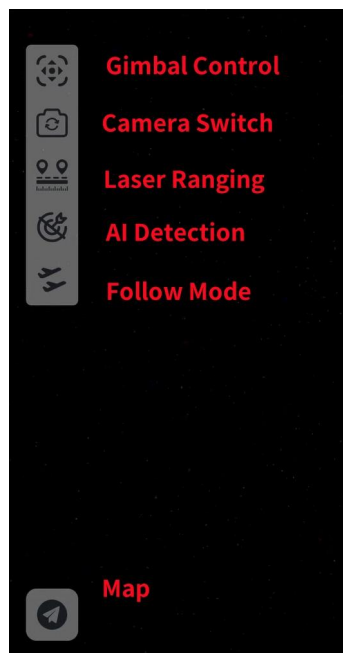 Gimbal Control
Camera Switch
Laser Ranging
AI Detection
Follow Mode
Map